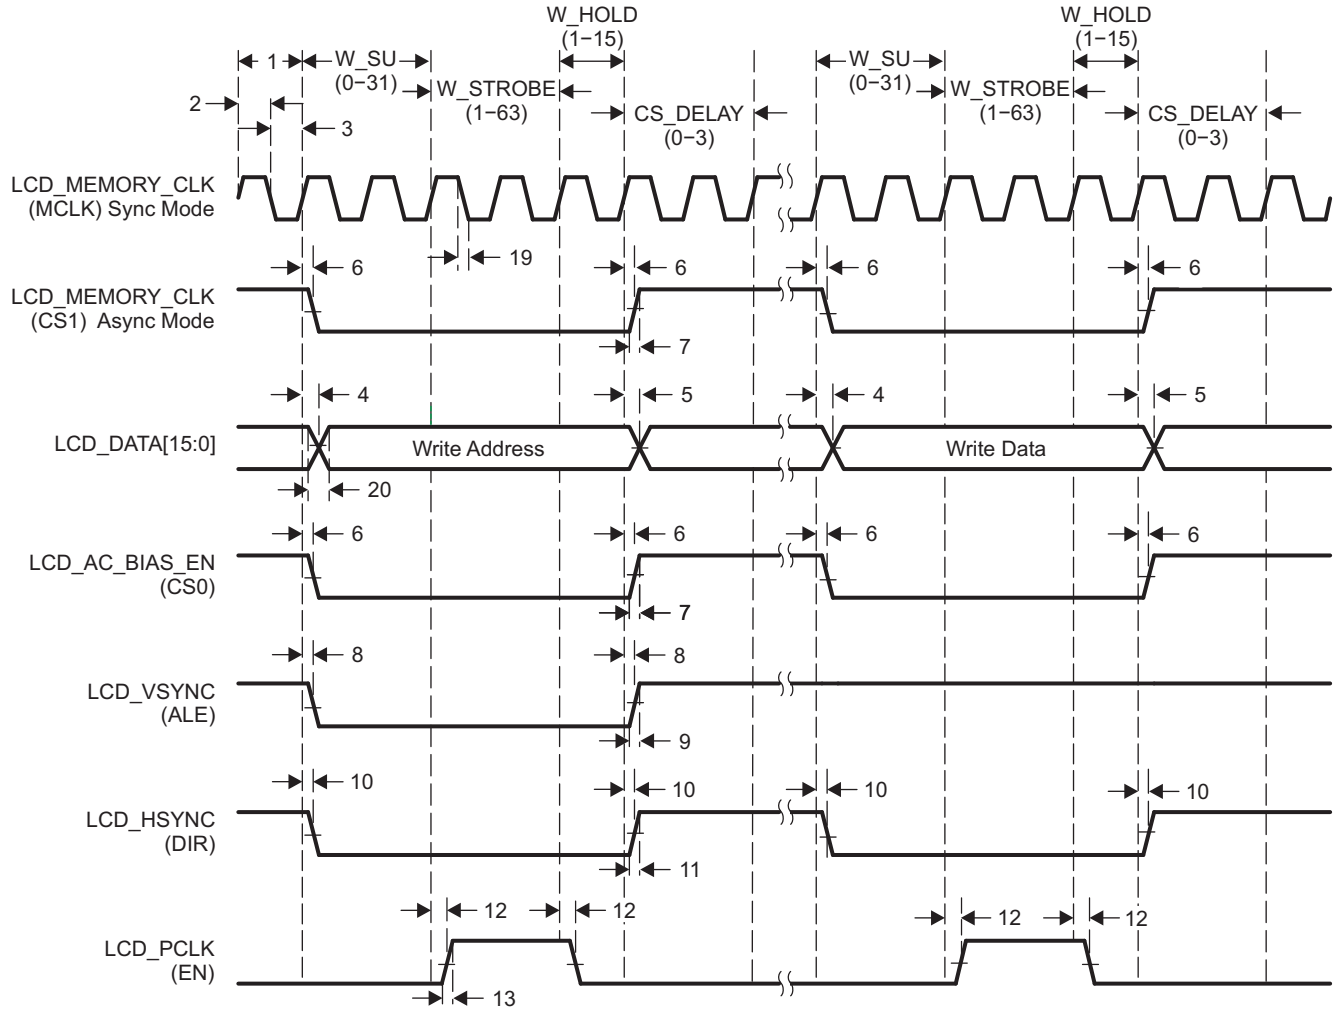 W_HOLD
(1−15)
W_HOLD
(1−15)
1
W_SU
(0−31)
W_SU
(0−31)
2
W_STROBE
(1−63)
CS_DELAY
(0−3)
W_STROBE
(1−63)
CS_DELAY
(0−3)
3
LCD_MEMORY_CLK
(MCLK) Sync Mode
19
6
6
6
6
LCD_MEMORY_CLK
(CS1) Async Mode
7
4
5
4
5
LCD_DATA[15:0]
Write Address
Write Data
20
6
6
6
6
LCD_AC_BIAS_EN
(CS0)
7
8
8
LCD_VSYNC
(ALE)
9
10
10
10
10
LCD_HSYNC
(DIR)
11
12
12
12
12
LCD_PCLK
(EN)
13